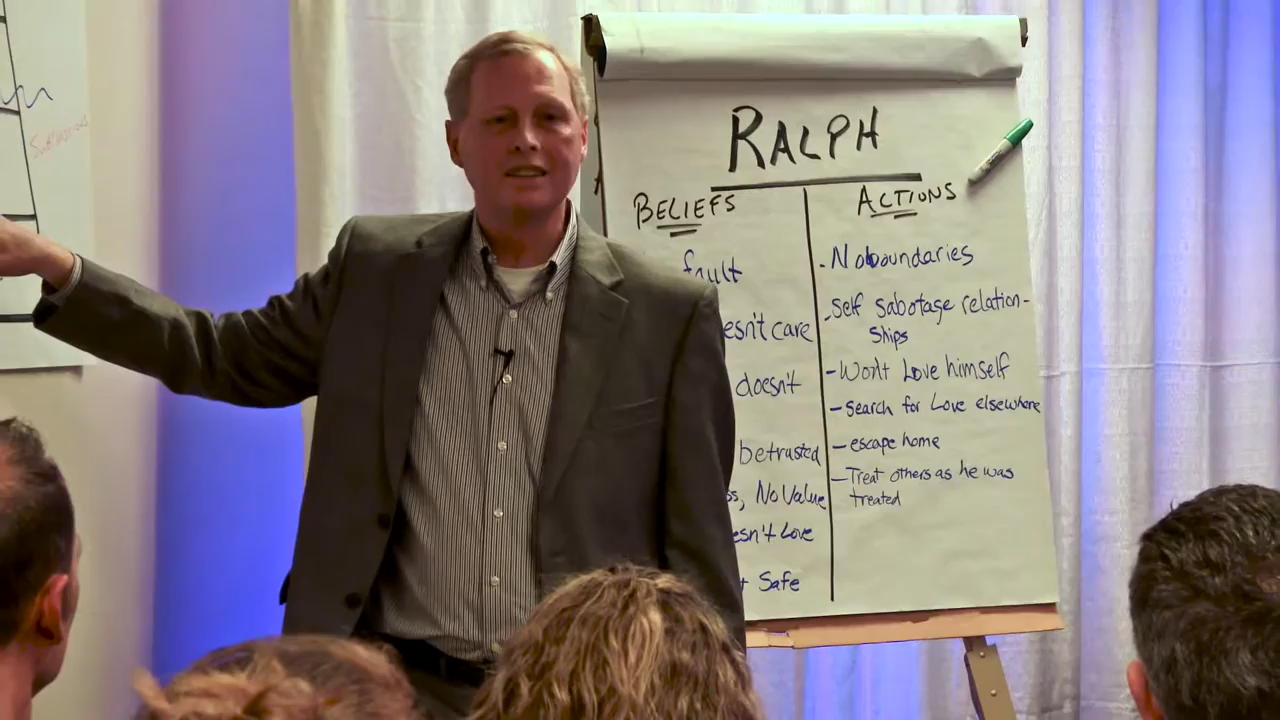 RALPH
BELIEFS
fault
esn't care
doesn't
betrusted
s, No Value
esn't Love
t Safe
ACTIONS
- No boundaries
- Self sabotage relation-
ships
- Won't Love himself
- search for Love elsewhere
- escape home
- Treat others as he was
treated